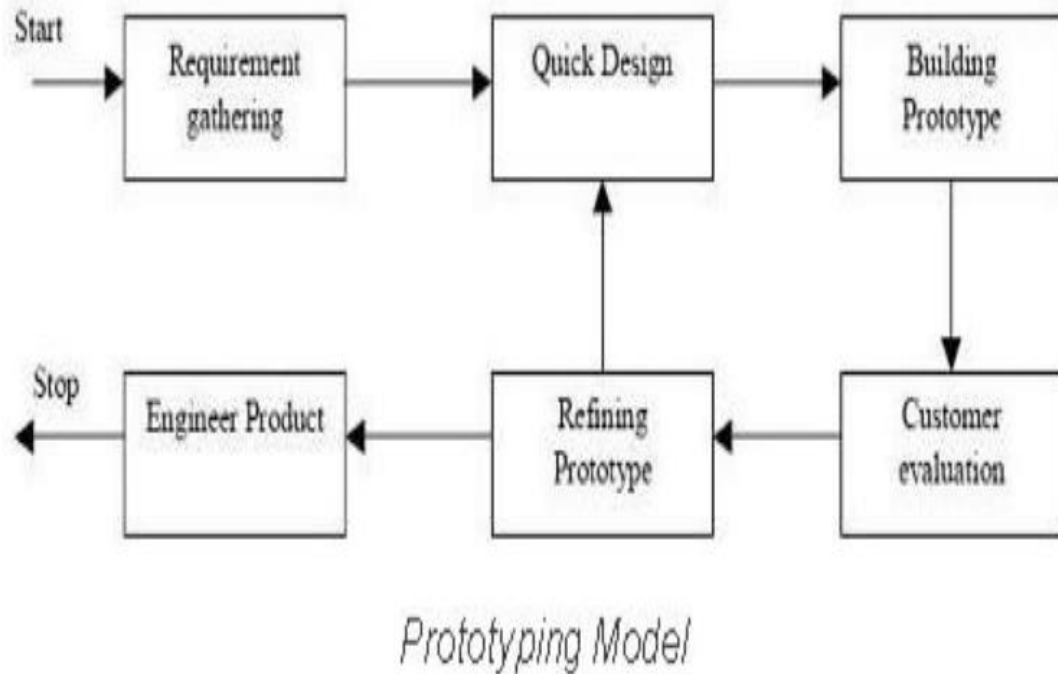 Start
Requirement
gathering
Quick Design
Building
Prototype
Stop
Engineer Product
Refining
Prototype
Customer
evaluation
Prototyping Model